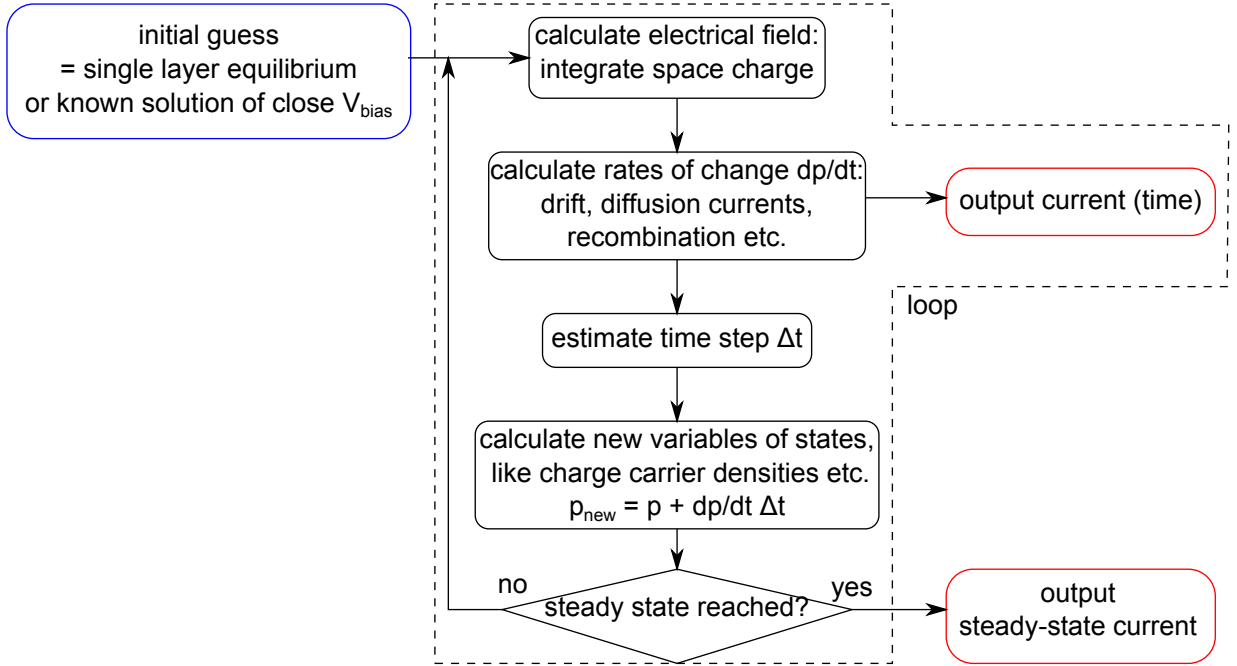 initial guess
= single layer equilibrium
or known solution of close V_bias
calculate electrical field:
integrate space charge
calculate rates of change dp/dt:
drift, diffusion currents,
recombination etc.
output current (time)
loop
estimate time step Δt
calculate new variables of states,
like charge carrier densities etc.
p_new = p + dp/dt Δt
no
steady state reached?
yes
output
steady-state current